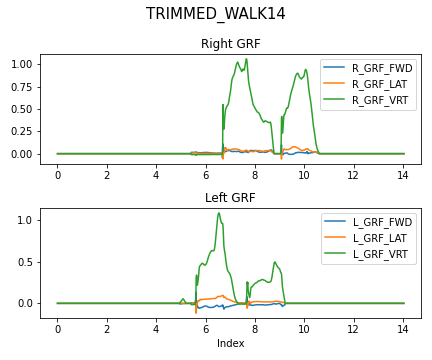 TRIMMED_WALK14
Right GRF
1.00
0.75
0.50
0.25
0.00
R_GRF_FWD
R_GRF_LAT
R_GRF_VRT
0 2 4 6 8 10 12 14
Left GRF
1.0
0.5
0.0
L_GRF_FWD
L_GRF_LAT
L_GRF_VRT
0 2 4 6 8 10 12 14
Index